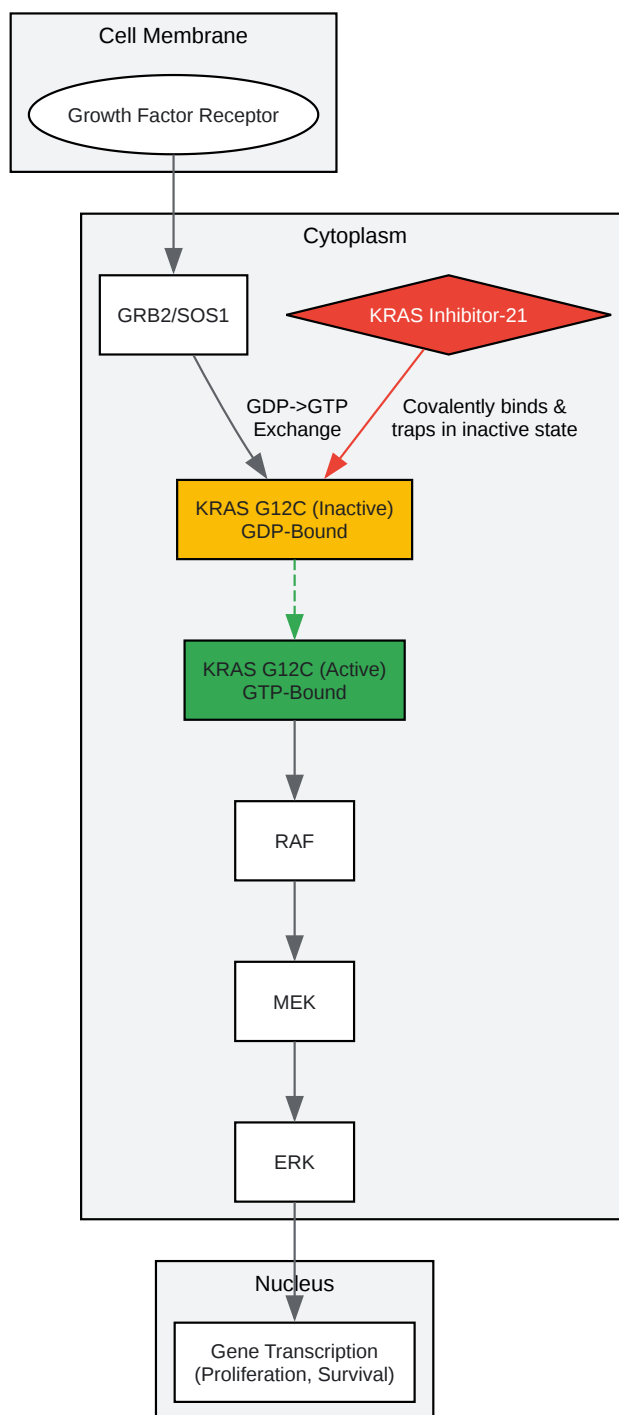 Cell Membrane
Growth Factor Receptor
Cytoplasm
GRB2/SOS1
KRAS Inhibitor-21
GDP->GTP
Exchange
Covalently binds &
traps in inactive state
KRAS G12C (Inactive)
GDP-Bound
KRAS G12C (Active)
GTP-Bound
RAF
MEK
ERK
Nucleus
Gene Transcription
(Proliferation, Survival)